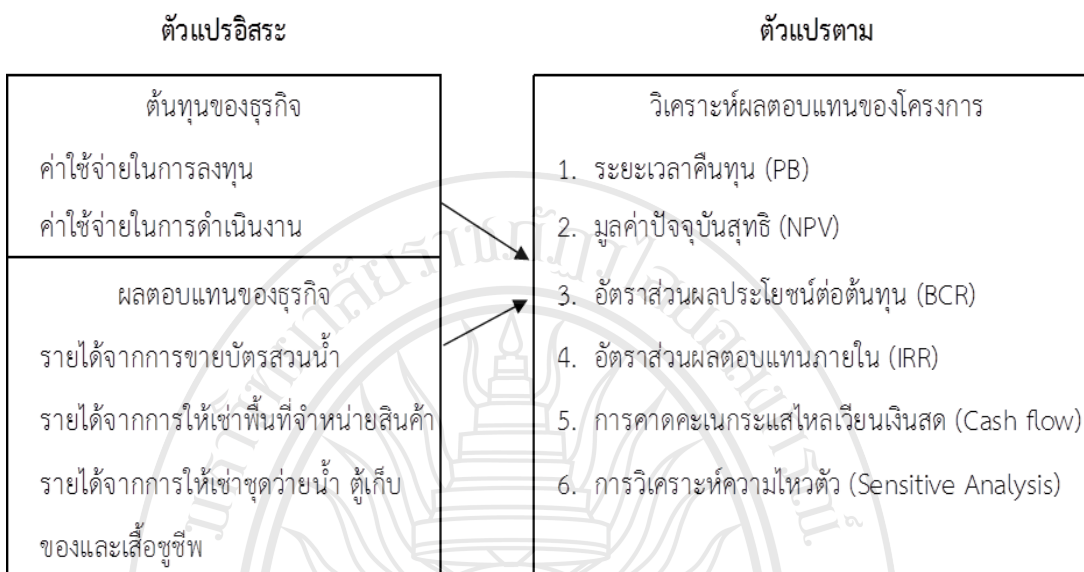 ตัวแปรอิสระ
ตัวแปรตาม
ต้นทุนของธุรกิจ
ค่าใช้จ่ายในการลงทุน
ค่าใช้จ่ายในการดำเนินงาน
ผลตอบแทนของธุรกิจ
รายได้จากการขายบัตรสวนน้ำ
รายได้จากการให้เช่าพื้นที่จำหน่ายสินค้า
รายได้จากการให้เช่าชุดว่ายน้ำ ตู้เก็บ
ของและเสื้อชูชีพ
วิเคราะห์ผลตอบแทนของโครงการ
1. ระยะเวลาคืนทุน (PB)
2. มูลค่าปัจจุบันสุทธิ (NPV)
3. อัตราส่วนผลประโยชน์ต่อต้นทุน (BCR)
4. อัตราส่วนผลตอบแทนภายใน (IRR)
5. การคาดคะเนกระแสไหลเวียนเงินสด (Cash flow)
6. การวิเคราะห์ความไหวตัว (Sensitive Analysis)